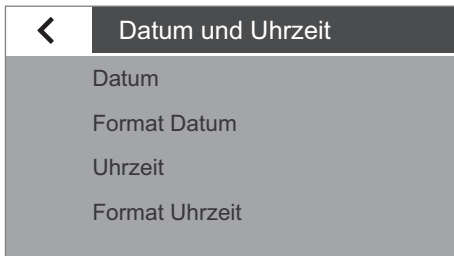 Datum und Uhrzeit
Datum
Format Datum
Uhrzeit
Format Uhrzeit